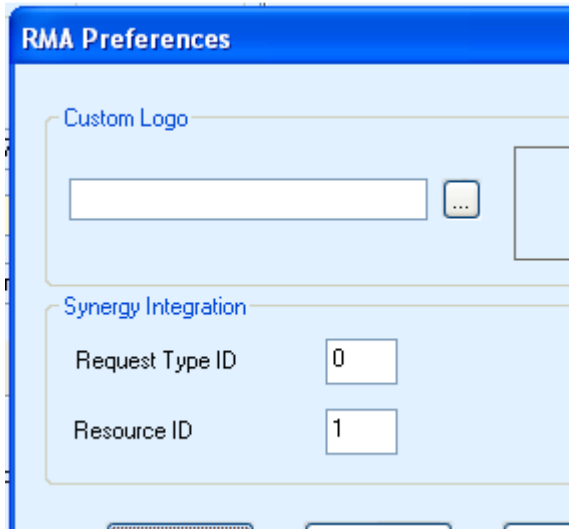 RMA Preferences
Custom Logo
...
Synergy Integration
Request Type ID 0
Resource ID 1